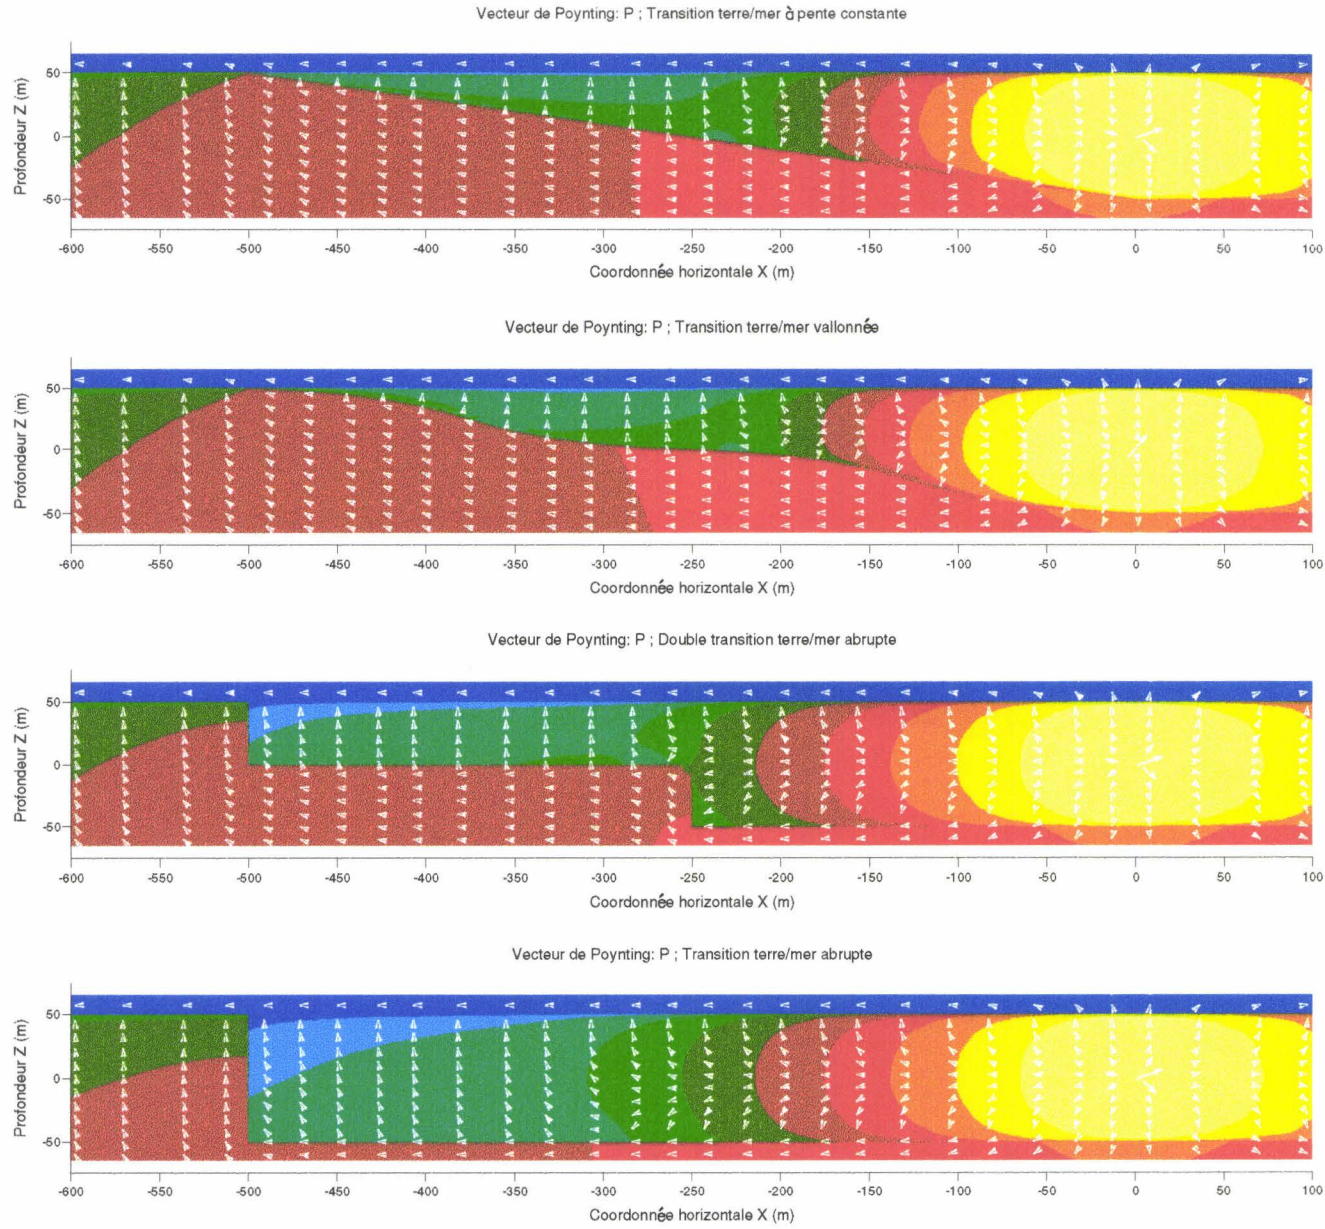 Vecteur de Poynting: P ; Transition terre/mer à pente constante
Profondeur Z (m)
50
0
-50
-600 -550 -500 -450 -400 -350 -300 -250 -200 -150 -100 -50 0 50 100
Coordonnée horizontale X (m)
Vecteur de Poynting: P ; Transition terre/mer vallonnée
Profondeur Z (m)
50
0
-50
-600 -550 -500 -450 -400 -350 -300 -250 -200 -150 -100 -50 0 50 100
Coordonnée horizontale X (m)
Vecteur de Poynting: P ; Double transition terre/mer abrupte
Profondeur Z (m)
50
0
-50
-600 -550 -500 -450 -400 -350 -300 -250 -200 -150 -100 -50 0 50 100
Coordonnée horizontale X (m)
Vecteur de Poynting: P ; Transition terre/mer abrupte
Profondeur Z (m)
50
0
-50
-600 -550 -500 -450 -400 -350 -300 -250 -200 -150 -100 -50 0 50 100
Coordonnée horizontale X (m)